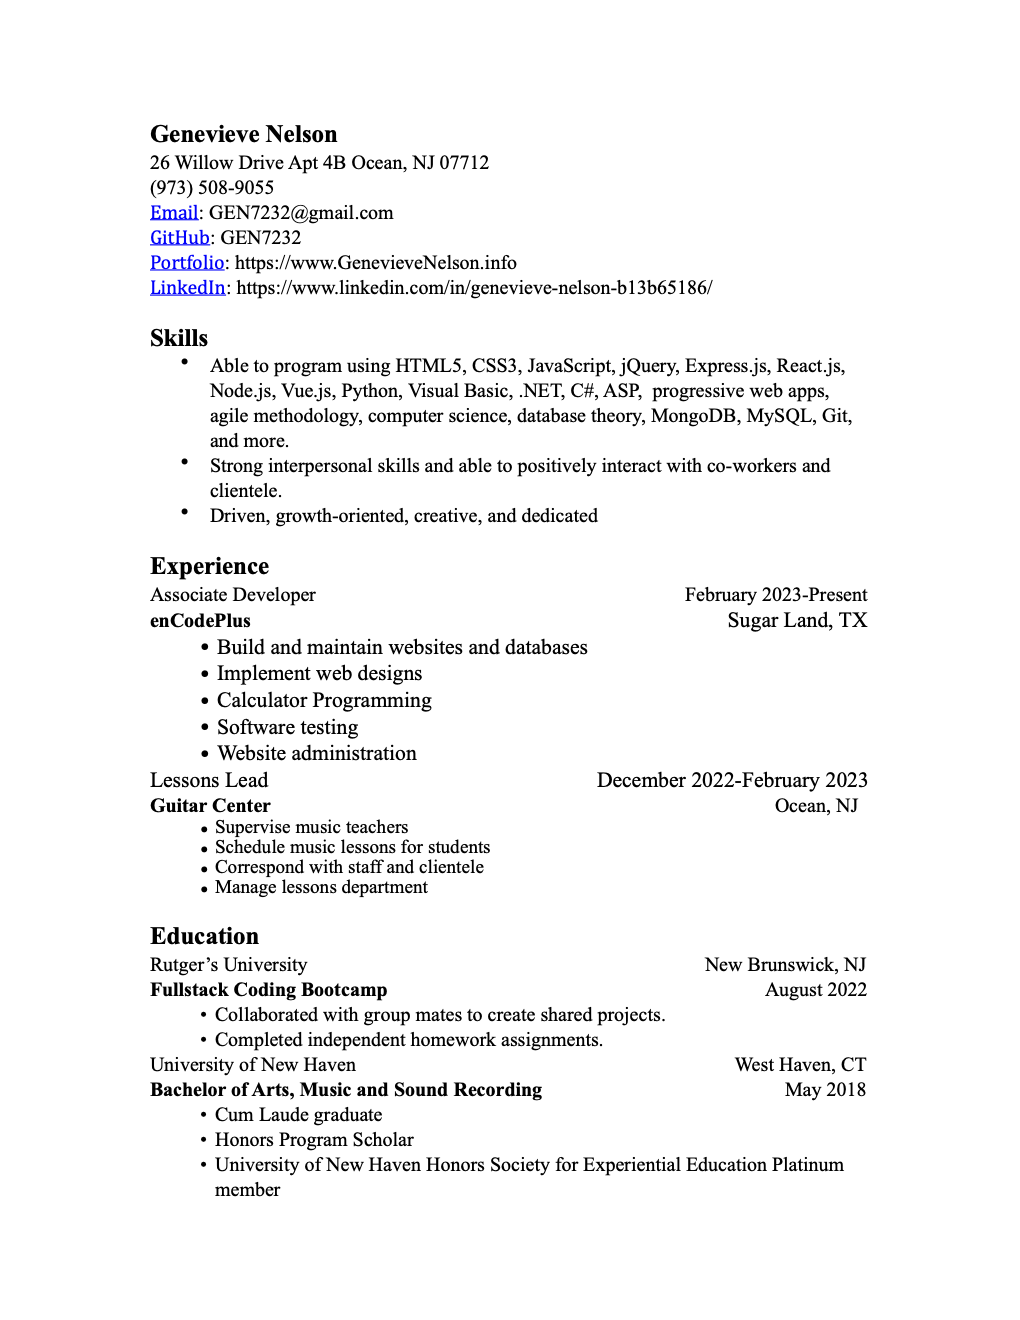 Genevieve Nelson
26 Willow Drive Apt 4B Ocean, NJ 07712
(973) 508-9055
Email: GEN7232@gmail.com
GitHub: GEN7232
Portfolio: https://www.GenevieveNelson.info
LinkedIn: https://www.linkedin.com/in/genevieve-nelson-b13b65186/
Skills
• Able to program using HTML5, CSS3, JavaScript, jQuery, Express.js, React.js,
Node.js, Vue.js, Python, Visual Basic, .NET, C#, ASP,  progressive web apps,
agile methodology, computer science, database theory, MongoDB, MySQL, Git,
and more.
• Strong interpersonal skills and able to positively interact with co-workers and
clientele.
• Driven, growth-oriented, creative, and dedicated
Experience
Associate Developer February 2023-Present
enCodePlus Sugar Land, TX
• Build and maintain websites and databases
• Implement web designs
• Calculator Programming
• Software testing
• Website administration
Lessons Lead December 2022-February 2023
Guitar Center Ocean, NJ
• Supervise music teachers
• Schedule music lessons for students
• Correspond with staff and clientele
• Manage lessons department
Education
Rutger’s University New Brunswick, NJ
Fullstack Coding Bootcamp August 2022
• Collaborated with group mates to create shared projects.
• Completed independent homework assignments.
University of New Haven West Haven, CT
Bachelor of Arts, Music and Sound Recording May 2018
• Cum Laude graduate
• Honors Program Scholar
• University of New Haven Honors Society for Experiential Education Platinum
member